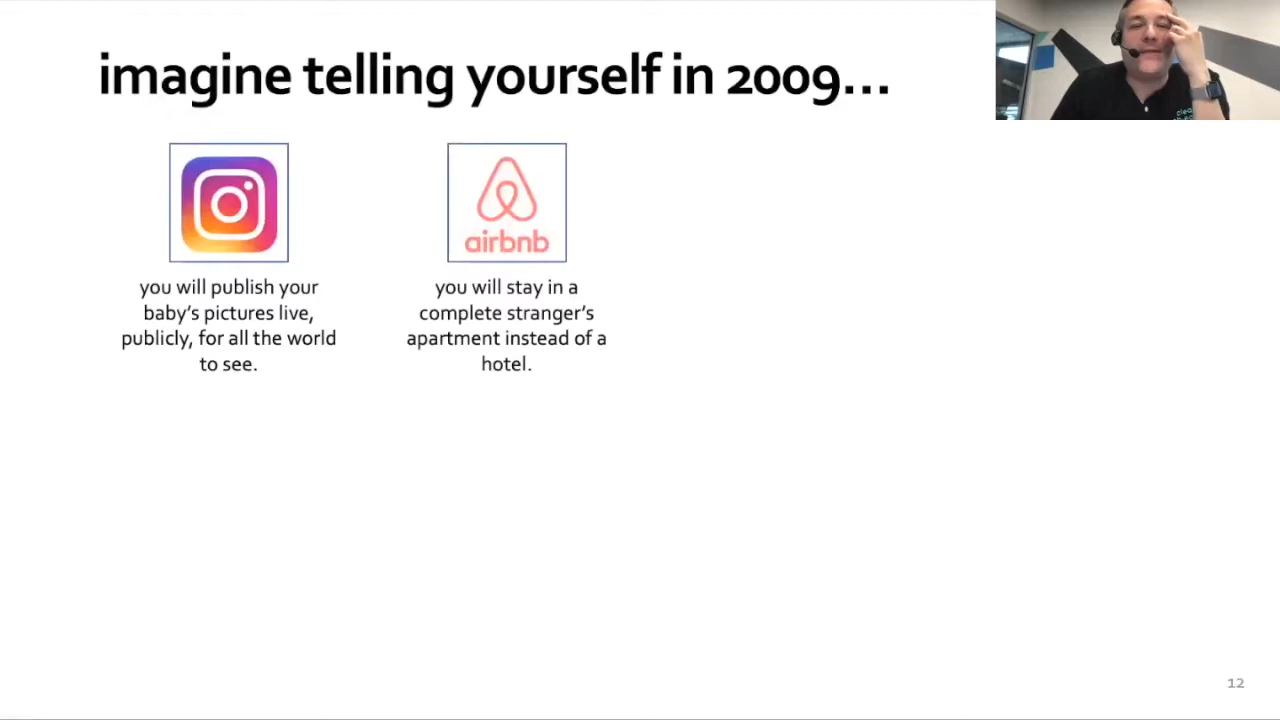 imagine telling yourself in 2009...
airbnb
you will publish your
baby's pictures live,
publicly, for all the world
to see.
you will stay in a
complete stranger's
apartment instead of a
hotel.
12